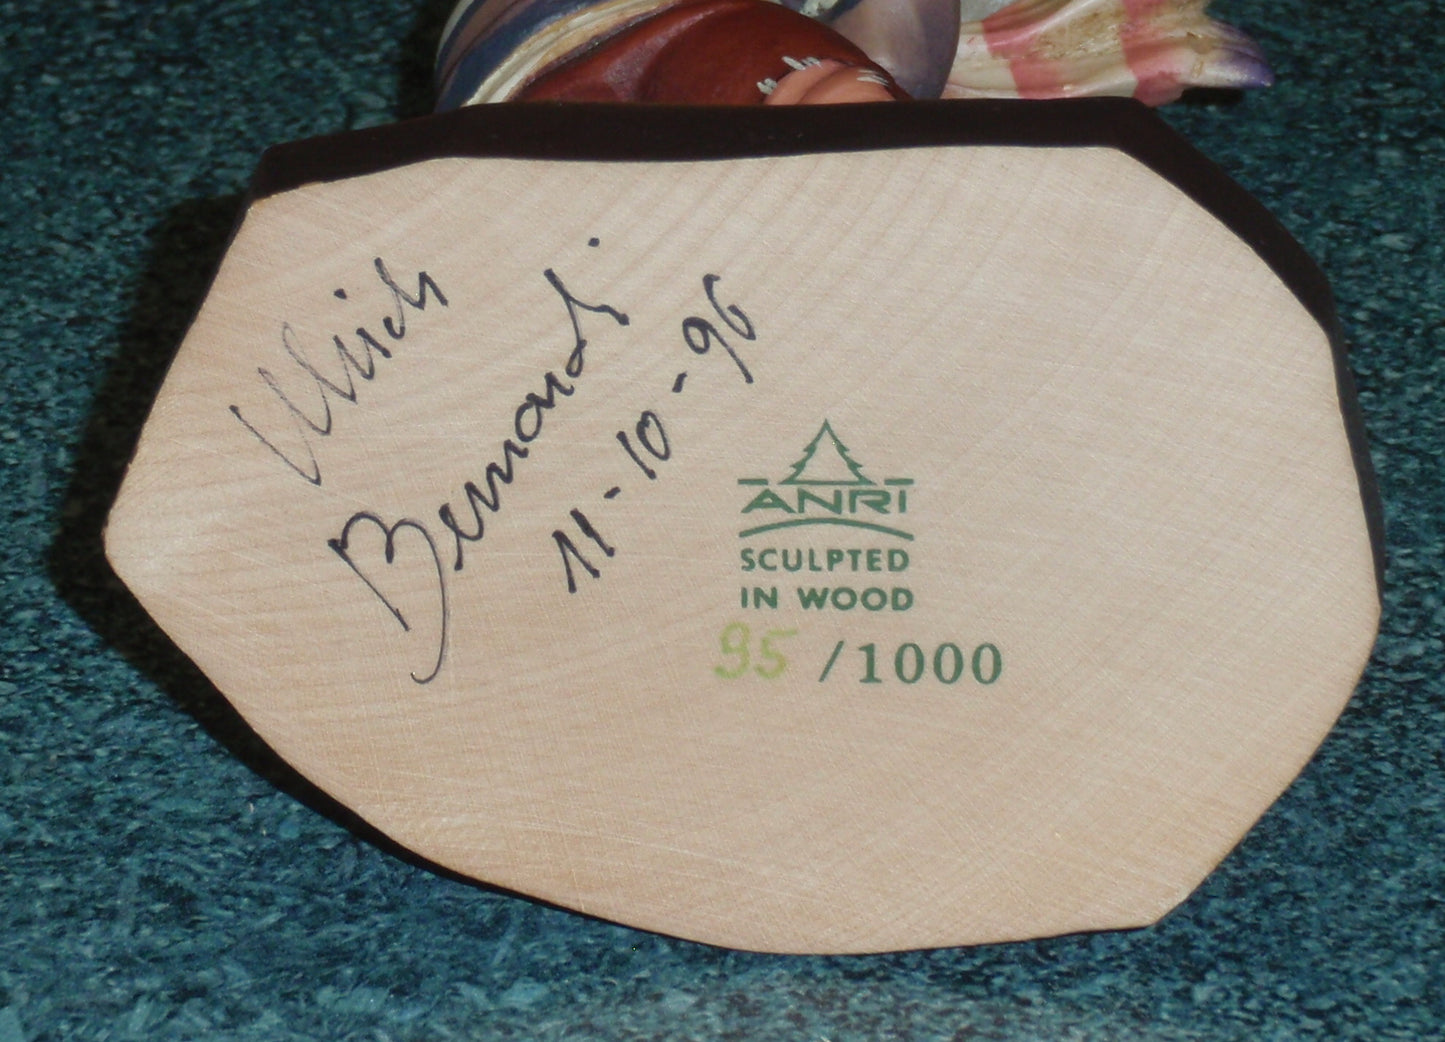 Ulrich
Bernardi
11-10-96
ANRI
SCULPTED
IN WOOD
95 /1000